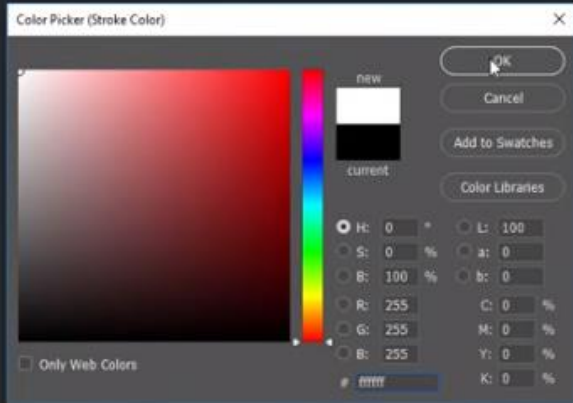 Color Picker (Stroke Color)
new
current
OK
Cancel
Add to Swatches
Color Libraries
H: 0 °
S: 0 %
B: 100 %
R: 255
G: 255
B: 255
# ffffff
L: 100
a: 0
b: 0
C: 0 %
M: 0 %
Y: 0 %
K: 0 %
Only Web Colors